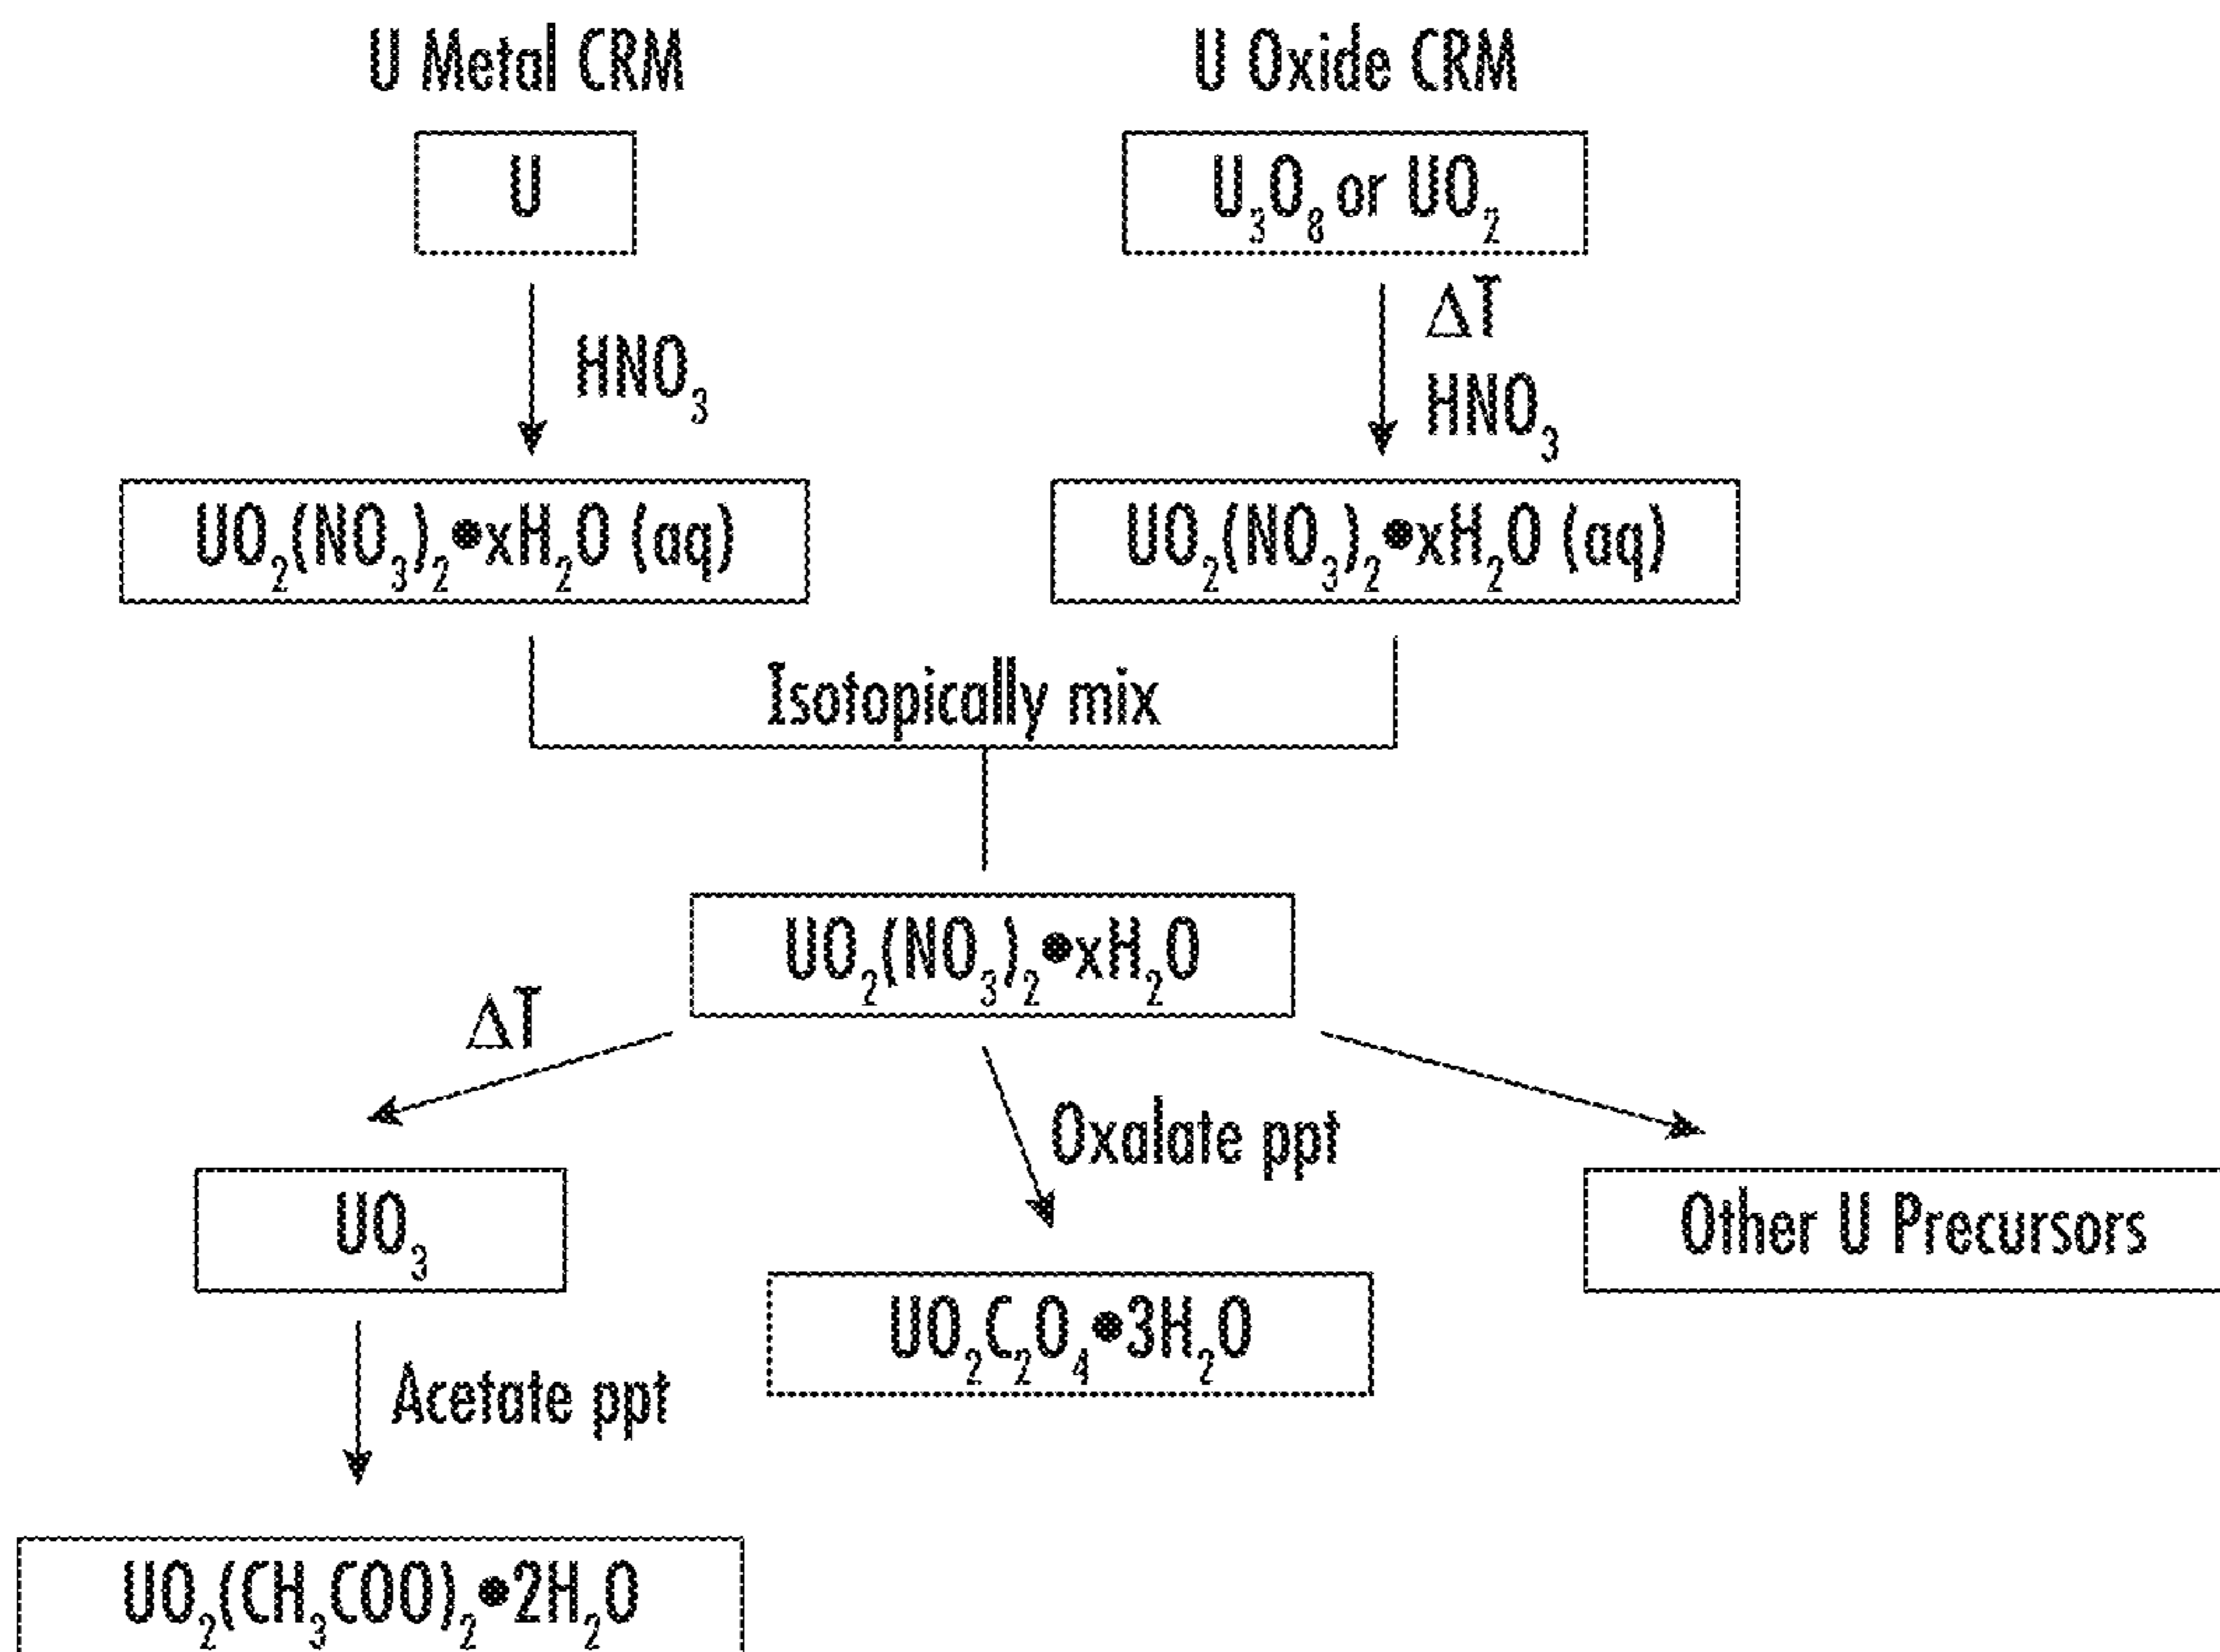 U Metal CRM
U Oxide CRM
U
U₃O₈ or UO₂
HNO₃
ΔT
HNO₃
UO₂(NO₃)₂•xH₂O (aq)
UO₂(NO₃)₂•xH₂O (aq)
Isotopically mix
UO₂(NO₃)₂•xH₂O
ΔT
Oxalate ppt
UO₃
Other U Precursors
UO₂C₂O₄•3H₂O
Acetate ppt
UO₂(CH₃COO)₂•2H₂O